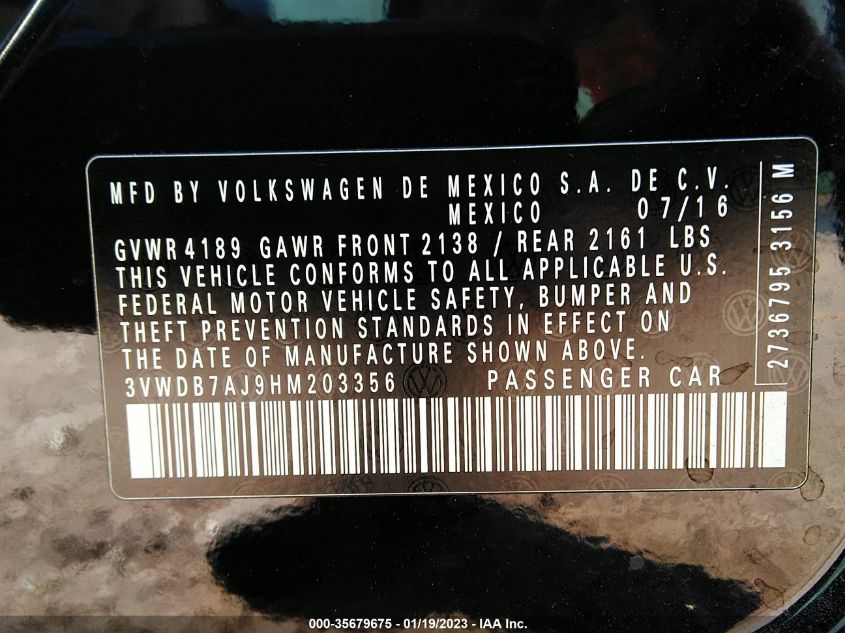 MFD BY VOLKSWAGEN DE MEXICO S.A. DE C.V.
MEXICO 07/16
GVWR 4189 GAWR FRONT 2138 / REAR 2161 LBS
THIS VEHICLE CONFORMS TO ALL APPLICABLE U.S.
FEDERAL MOTOR VEHICLE SAFETY, BUMPER AND
THEFT PREVENTION STANDARDS IN EFFECT ON
THE DATE OF MANUFACTURE SHOWN ABOVE.
3VWDB7AJ9HM203356 PASSENGER CAR
2736795 3156 M
000-35679675 - 01/19/2023 - IAA Inc.